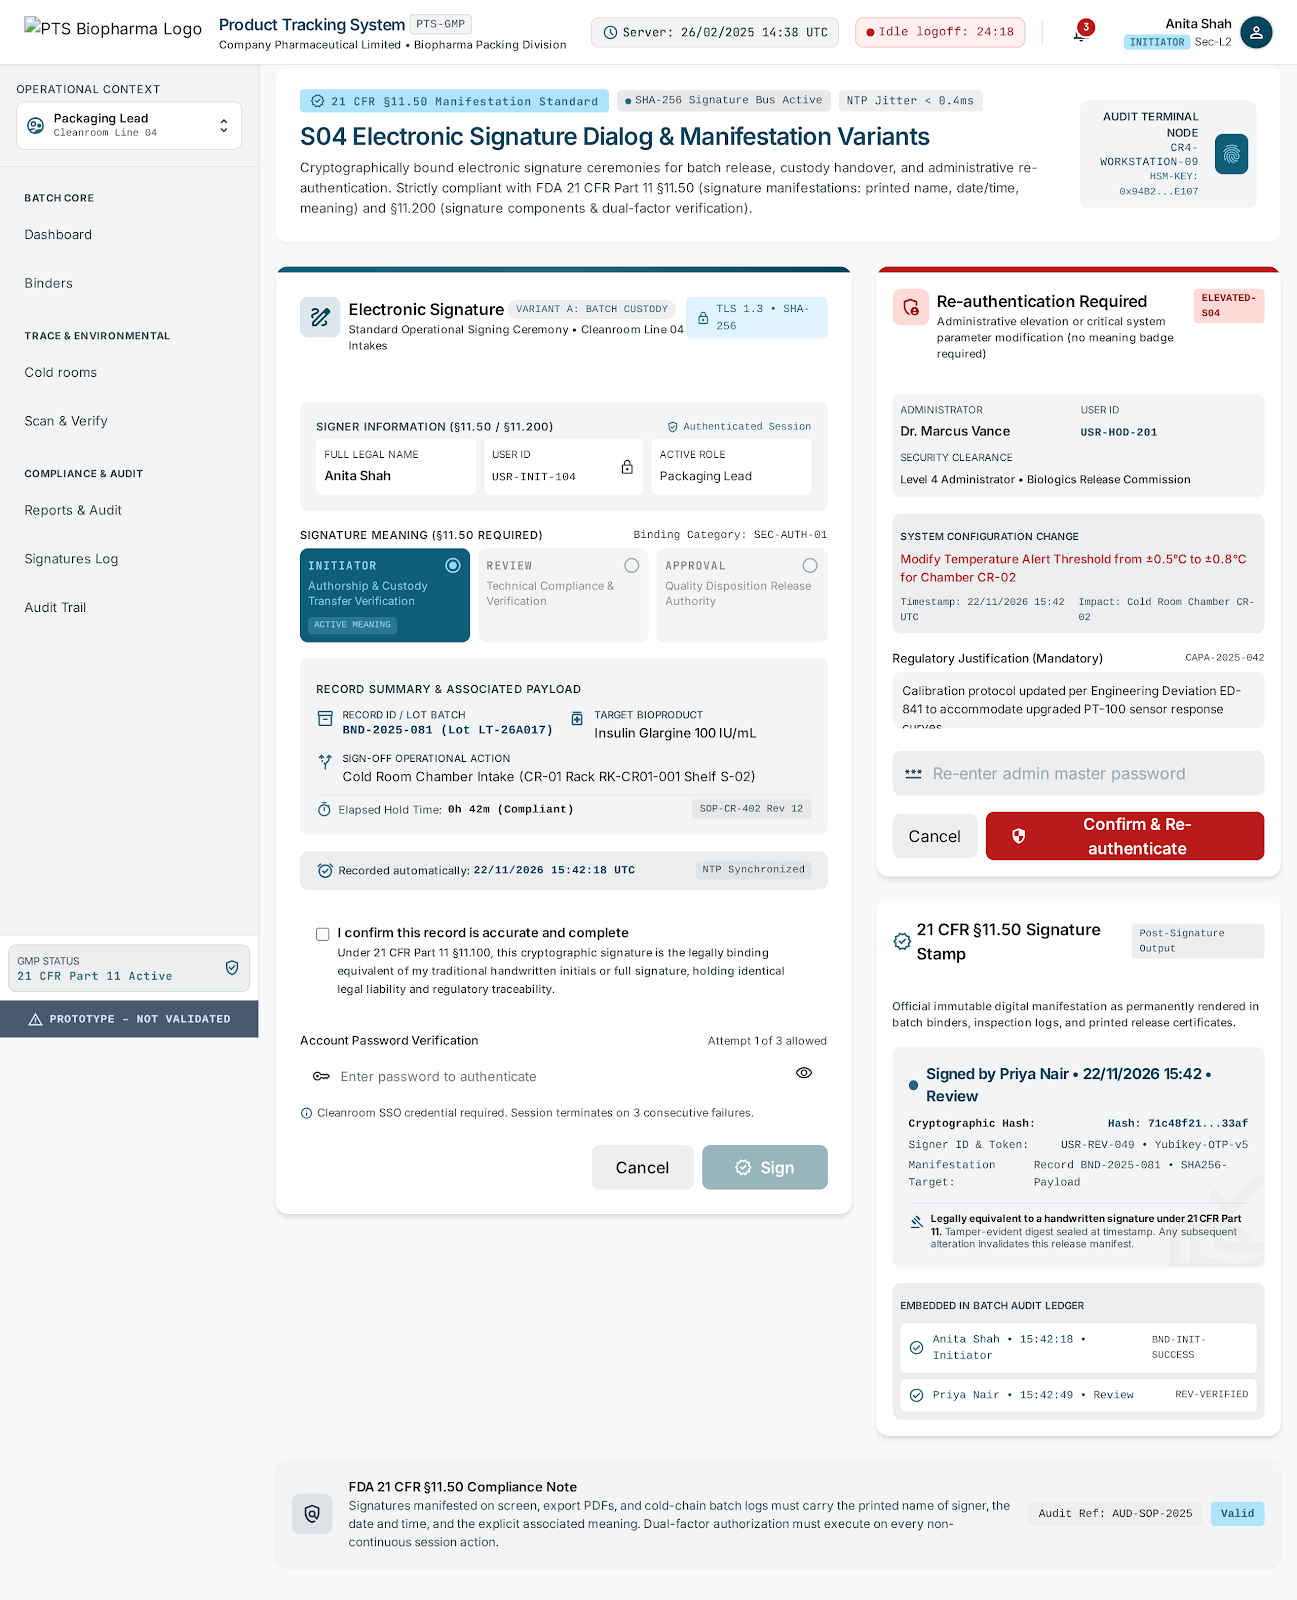 PTS Biopharma Logo
Product Tracking System PTS-GMP
Company Pharmaceutical Limited • Biopharma Packing Division
Server: 26/02/2025 14:38 UTC
Idle logoff: 24:18
3
Anita Shah
INITIATOR Sec-L2
OPERATIONAL CONTEXT
Packaging Lead
Cleanroom Line 04
BATCH CORE
Dashboard
Binders
TRACE & ENVIRONMENTAL
Cold rooms
Scan & Verify
COMPLIANCE & AUDIT
Reports & Audit
Signatures Log
Audit Trail
GMP STATUS
21 CFR Part 11 Active
PROTOTYPE – NOT VALIDATED
21 CFR §11.50 Manifestation Standard
SHA-256 Signature Bus Active
NTP Jitter < 0.4ms
S04 Electronic Signature Dialog & Manifestation Variants
Cryptographically bound electronic signature ceremonies for batch release, custody handover, and administrative re-
authentication. Strictly compliant with FDA 21 CFR Part 11 §11.50 (signature manifestations: printed name, date/time,
meaning) and §11.200 (signature components & dual-factor verification).
AUDIT TERMINAL
NODE
CR4-
WORKSTATION-09
HSM-KEY:
0x94B2...E107
Electronic Signature VARIANT A: BATCH CUSTODY
Standard Operational Signing Ceremony • Cleanroom Line 04
Intakes
TLS 1.3 • SHA-
256
SIGNER INFORMATION (§11.50 / §11.200)
Authenticated Session
FULL LEGAL NAME
Anita Shah
USER ID
USR-INIT-104
ACTIVE ROLE
Packaging Lead
SIGNATURE MEANING (§11.50 REQUIRED)
Binding Category: SEC-AUTH-01
INITIATOR
Authorship & Custody
Transfer Verification
ACTIVE MEANING
REVIEW
Technical Compliance &
Verification
APPROVAL
Quality Disposition Release
Authority
RECORD SUMMARY & ASSOCIATED PAYLOAD
RECORD ID / LOT BATCH
BND-2025-081 (Lot LT-26A017)
TARGET BIOPRODUCT
Insulin Glargine 100 IU/mL
SIGN-OFF OPERATIONAL ACTION
Cold Room Chamber Intake (CR-01 Rack RK-CR01-001 Shelf S-02)
Elapsed Hold Time: 0h 42m (Compliant)
SOP-CR-402 Rev 12
Recorded automatically: 22/11/2026 15:42:18 UTC
NTP Synchronized
I confirm this record is accurate and complete
Under 21 CFR Part 11 §11.100, this cryptographic signature is the legally binding
equivalent of my traditional handwritten initials or full signature, holding identical
legal liability and regulatory traceability.
Account Password Verification
Attempt 1 of 3 allowed
Enter password to authenticate
Cleanroom SSO credential required. Session terminates on 3 consecutive failures.
Cancel
Sign
Re-authentication Required
Administrative elevation or critical system
parameter modification (no meaning badge
required)
ELEVATED-
S04
ADMINISTRATOR
Dr. Marcus Vance
USER ID
USR-HOD-201
SECURITY CLEARANCE
Level 4 Administrator • Biologics Release Commission
SYSTEM CONFIGURATION CHANGE
Modify Temperature Alert Threshold from ±0.5°C to ±0.8°C
for Chamber CR-02
Timestamp: 22/11/2026 15:42
UTC
Impact: Cold Room Chamber CR-
02
Regulatory Justification (Mandatory)
CAPA-2025-042
Calibration protocol updated per Engineering Deviation ED-
841 to accommodate upgraded PT-100 sensor response
curves
***
Re-enter admin master password
Cancel
Confirm & Re-
authenticate
21 CFR §11.50 Signature
Stamp
Post-Signature
Output
Official immutable digital manifestation as permanently rendered in
batch binders, inspection logs, and printed release certificates.
Signed by Priya Nair • 22/11/2026 15:42 •
Review
Cryptographic Hash:
Hash: 71c48f21...33af
Signer ID & Token:
USR-REV-049 • Yubikey-OTP-v5
Manifestation
Target:
Record BND-2025-081 • SHA256-
Payload
Legally equivalent to a handwritten signature under 21 CFR Part
11. Tamper-evident digest sealed at timestamp. Any subsequent
alteration invalidates this release manifest.
EMBEDDED IN BATCH AUDIT LEDGER
Anita Shah • 15:42:18 •
Initiator
BND-INIT-
SUCCESS
Priya Nair • 15:42:49 • Review
REV-VERIFIED
FDA 21 CFR §11.50 Compliance Note
Signatures manifested on screen, export PDFs, and cold-chain batch logs must carry the printed name of signer, the
date and time, and the explicit associated meaning. Dual-factor authorization must execute on every non-
continuous session action.
Audit Ref: AUD-SOP-2025
Valid